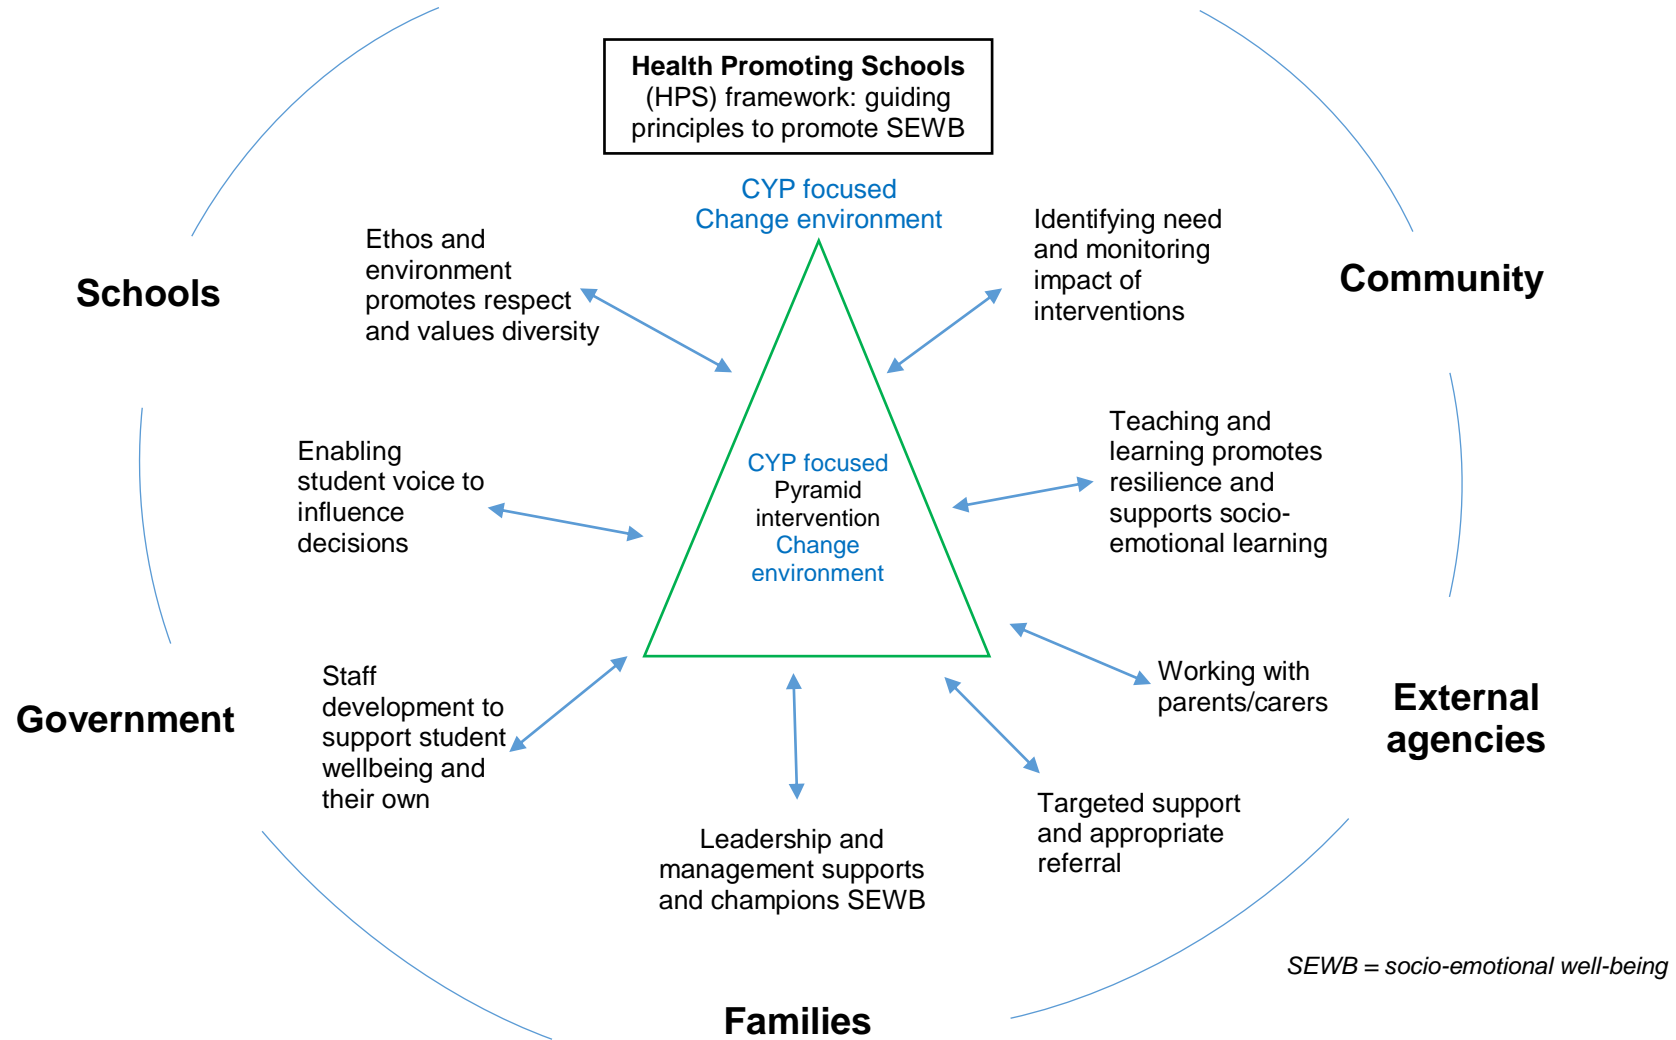 Health Promoting Schools
(HPS) framework: guiding
principles to promote SEWB
CYP focused
Change environment
Ethos and
environment
promotes respect
and values diversity
Identifying need
and monitoring
impact of
interventions
Schools
Community
Enabling
student voice to
influence
decisions
CYP focused
Pyramid
intervention
Change
environment
Teaching and
learning promotes
resilience and
supports socio-
emotional learning
Staff
development to
support student
wellbeing and
their own
Working with
parents/carers
Government
External
agencies
Leadership and
management supports
and champions SEWB
Targeted support
and appropriate
referral
SEWB = socio-emotional well-being
Families